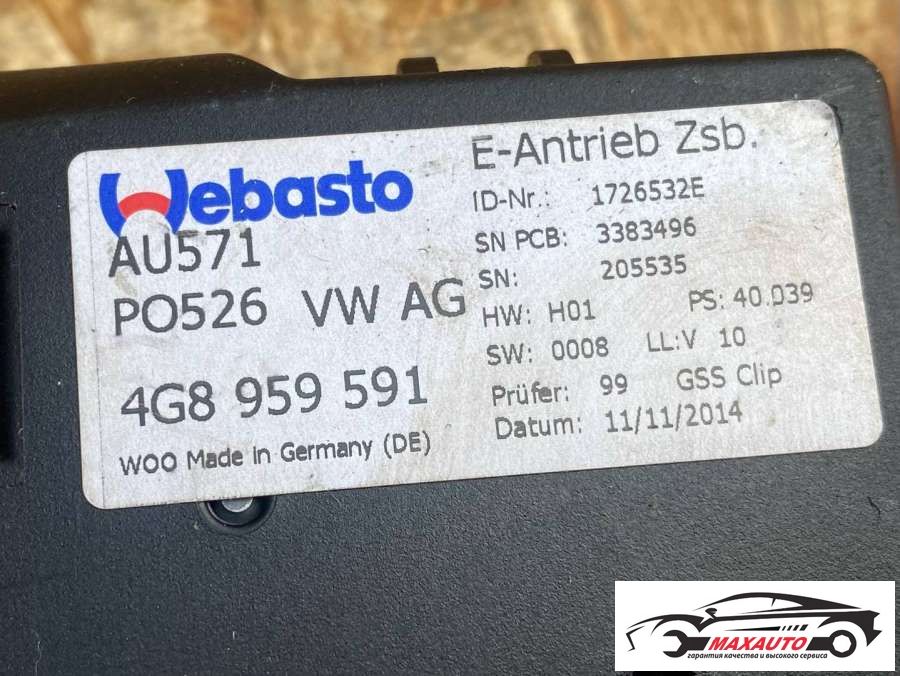 Webasto
AU571
PO526 VW AG
4G8 959 591
WOO Made in Germany (DE)
E-Antrieb Zsb.
ID-Nr.: 1726532E
SN PCB: 3383496
SN: 205535
HW: H01 PS: 40.039
SW: 0008 LL:V 10
Prüfer: 99 GSS Clip
Datum: 11/11/2014
MAXAUTO
гарантия качества и высокого сервиса